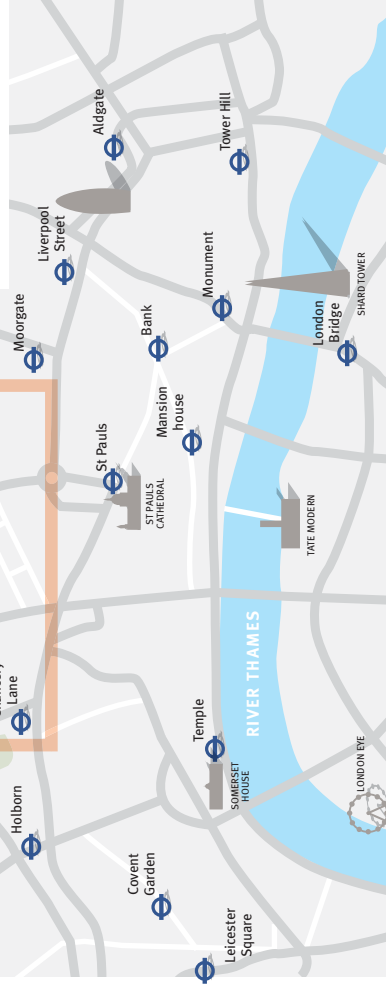 Holborn
Covent
Garden
Leicester
Square
Lane
Temple
SOMERSET
HOUSE
LONDON EYE
RIVER THAMES
St Pauls
ST PAULS
CATHEDRAL
Mansion
house
TATE MODERN
Moorgate
Bank
Monument
London
Bridge
SHARD TOWER
Liverpool
Street
Aldgate
Tower Hill